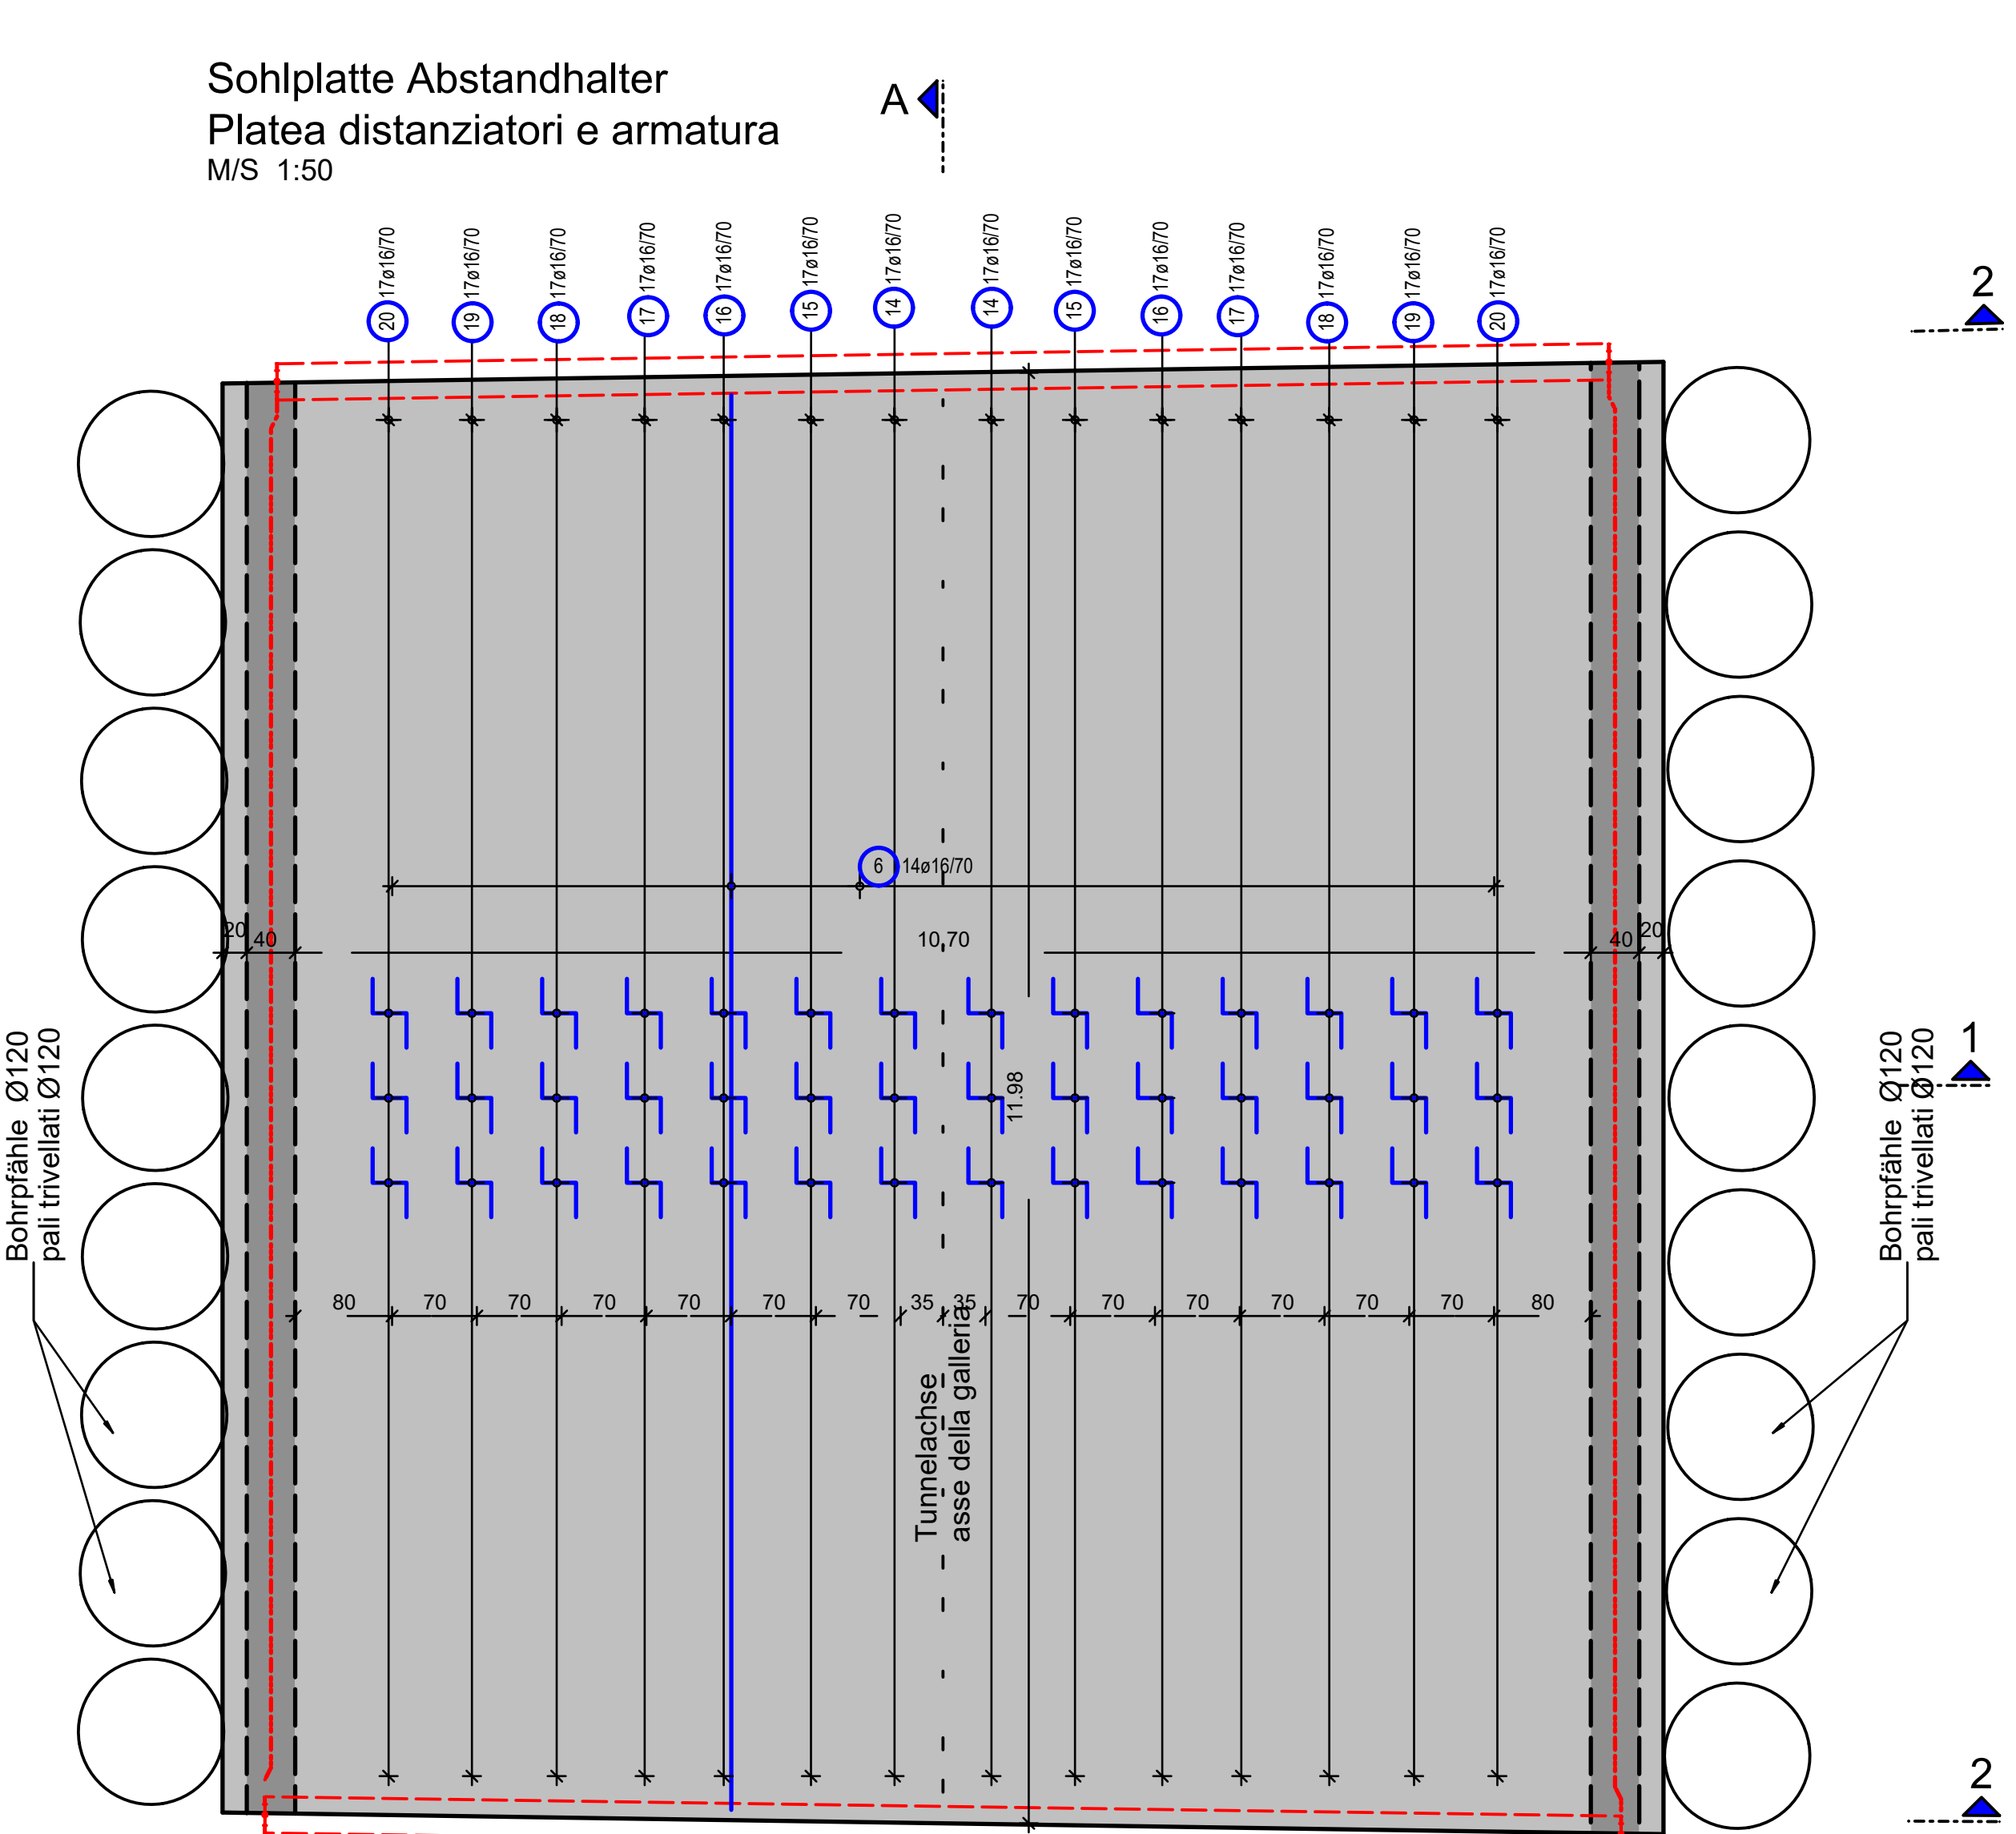 Sohlplatte Abstandhalter
Platea distanziatori e armatura
M/S 1:50
A
2
20 17ø16/70
19 17ø16/70
18 17ø16/70
17 17ø16/70
16 17ø16/70
15 17ø16/70
14 17ø16/70
14 17ø16/70
15 17ø16/70
16 17ø16/70
17 17ø16/70
18 17ø16/70
19 17ø16/70
20 17ø16/70
6 14ø16/70
20 40 10,70 40 20
11.98
Bohrpfähle Ø120
pali trivellati Ø120
Bohrpfähle Ø120
pali trivellati Ø120
1
80 70 70 70 70 70 70 35 35 70 70 70 70 70 70 80
Tunnelachse
asse della galleria
2